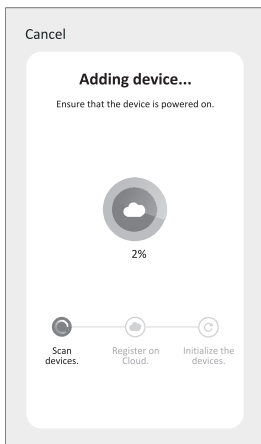 Cancel
Adding device...
Ensure that the device is powered on.
2%
Scan
devices.
Register on
Cloud.
Initialize the
devices.